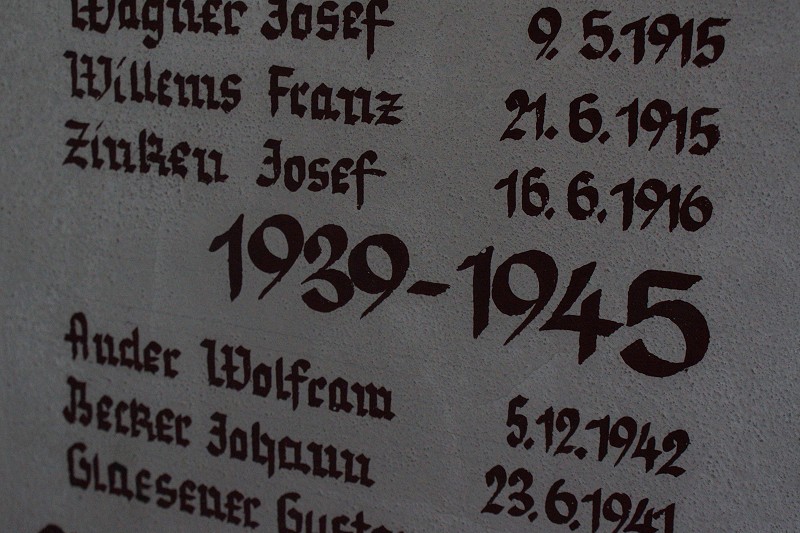 Wagner Josef 9. 5. 1915
Willems Franz 21. 6. 1915
Zinken Josef 16. 6. 1916
1939-1945
Ander Wolfram 5.12.1942
Becker Johann 23.6.1941
Glaesener